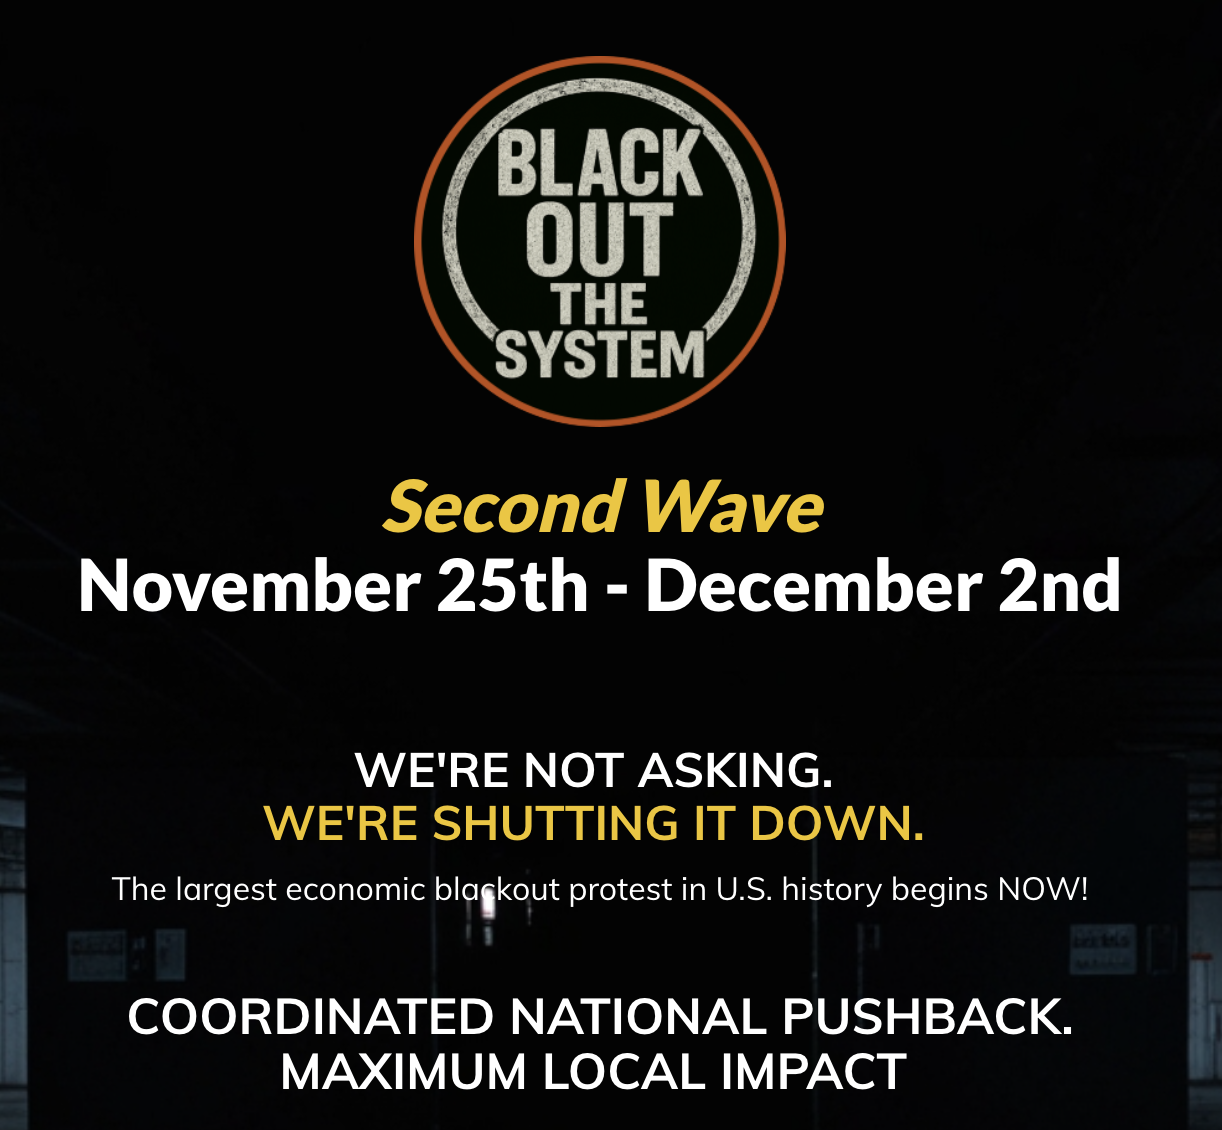 BLACK
OUT
THE
SYSTEM
Second Wave
November 25th - December 2nd
WE'RE NOT ASKING.
WE'RE SHUTTING IT DOWN.
The largest economic blackout protest in U.S. history begins NOW!
COORDINATED NATIONAL PUSHBACK.
MAXIMUM LOCAL IMPACT